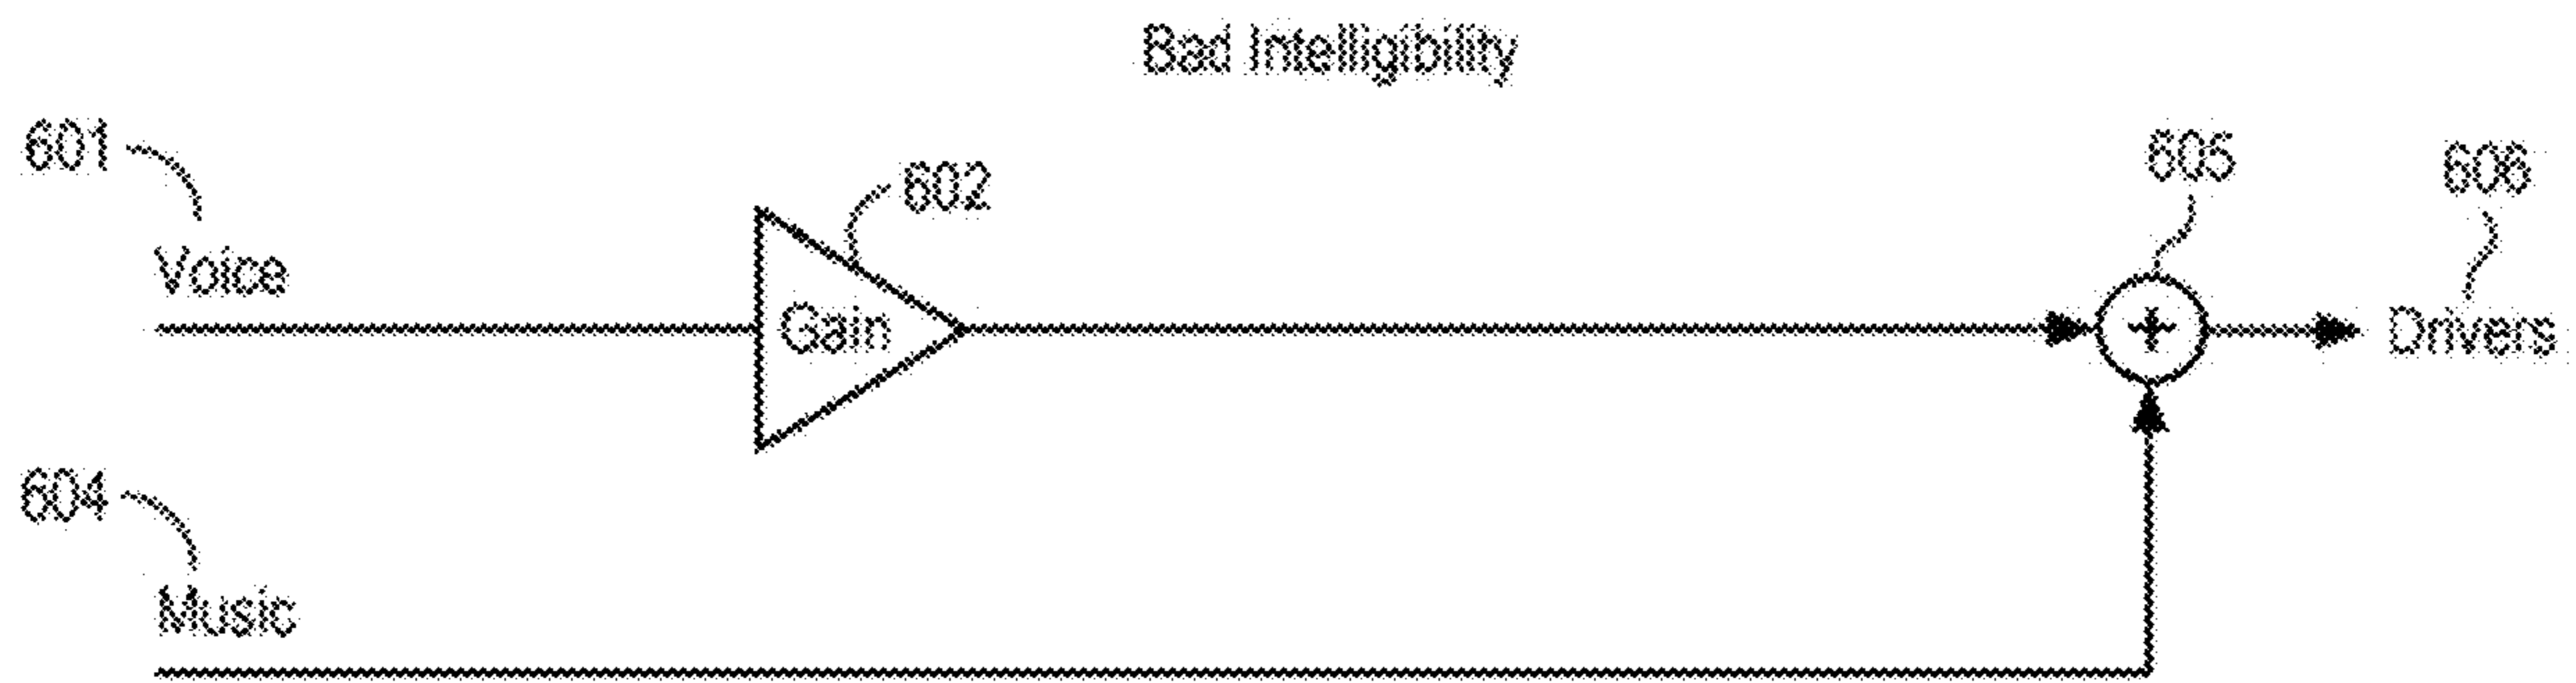 Bad Intelligibility
601
602
605
606
Voice
Gain
+
Drivers
604
Music